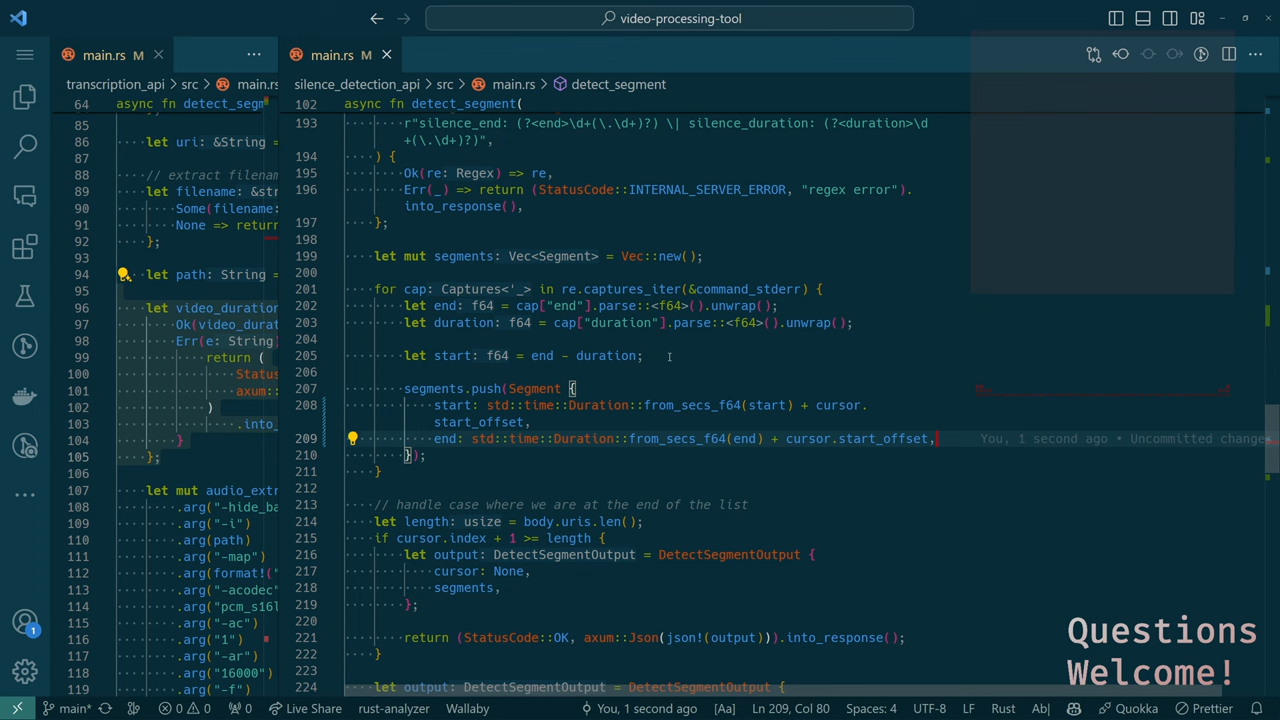 video-processing-tool
main.rs M
main.rs M
transcription_api › src › main.rs
silence_detection_api › src › main.rs › detect_segment
64 async fn detect_segm
85
86 let uri: &String =
87
88 // extract filenam
89 let filename: &str
90 Some(filename:
91 None => return
92 };
93
94 let path: String =
95
96 let video_duration
97 Ok(video_durat
98 Err(e: String)
99 return (
100 Status
101 axum::
102 )
103 .into_
104 }
105 };
106
107 let mut audio_extr
108 .arg("-hide_ba
109 .arg("-i")
110 .arg(path)
111 .arg("-map")
112 .arg(format!("
113 .arg("-acodec
114 .arg("pcm_s16l
115 .arg("-ac")
116 .arg("1")
117 .arg("-ar")
118 .arg("16000")
119 .arg("-f")
102 async fn detect_segment(
193 r"silence_end: (?<end>\d+(\.\d+)?) \| silence_duration: (?<duration>\d
+(\.\d+)?)",
194 ) {
195 Ok(re: Regex) => re,
196 Err(_) => return (StatusCode::INTERNAL_SERVER_ERROR, "regex error").
into_response(),
197 };
198
199 let mut segments: Vec<Segment> = Vec::new();
200
201 for cap: Captures<'_> in re.captures_iter(&command_stderr) {
202 let end: f64 = cap["end"].parse::<f64>().unwrap();
203 let duration: f64 = cap["duration"].parse::<f64>().unwrap();
204
205 let start: f64 = end - duration;
206
207 segments.push(Segment {
208 start: std::time::Duration::from_secs_f64(start) + cursor.
start_offset,
209 end: std::time::Duration::from_secs_f64(end) + cursor.start_offset, You, 1 second ago • Uncommitted change
210 });
211 }
212
213 // handle case where we are at the end of the list
214 let length: usize = body.uris.len();
215 if cursor.index + 1 >= length {
216 let output: DetectSegmentOutput = DetectSegmentOutput {
217 cursor: None,
218 segments,
219 };
220
221 return (StatusCode::OK, axum::Json(json!(output))).into_response();
222 }
223
224 let output: DetectSegmentOutput = DetectSegmentOutput {
Questions
Welcome!
1
main* 0 0 0 Live Share rust-analyzer Wallaby You, 1 second ago [Aa] Ln 209, Col 80 Spaces: 4 UTF-8 LF Rust Ab| Quokka Prettier